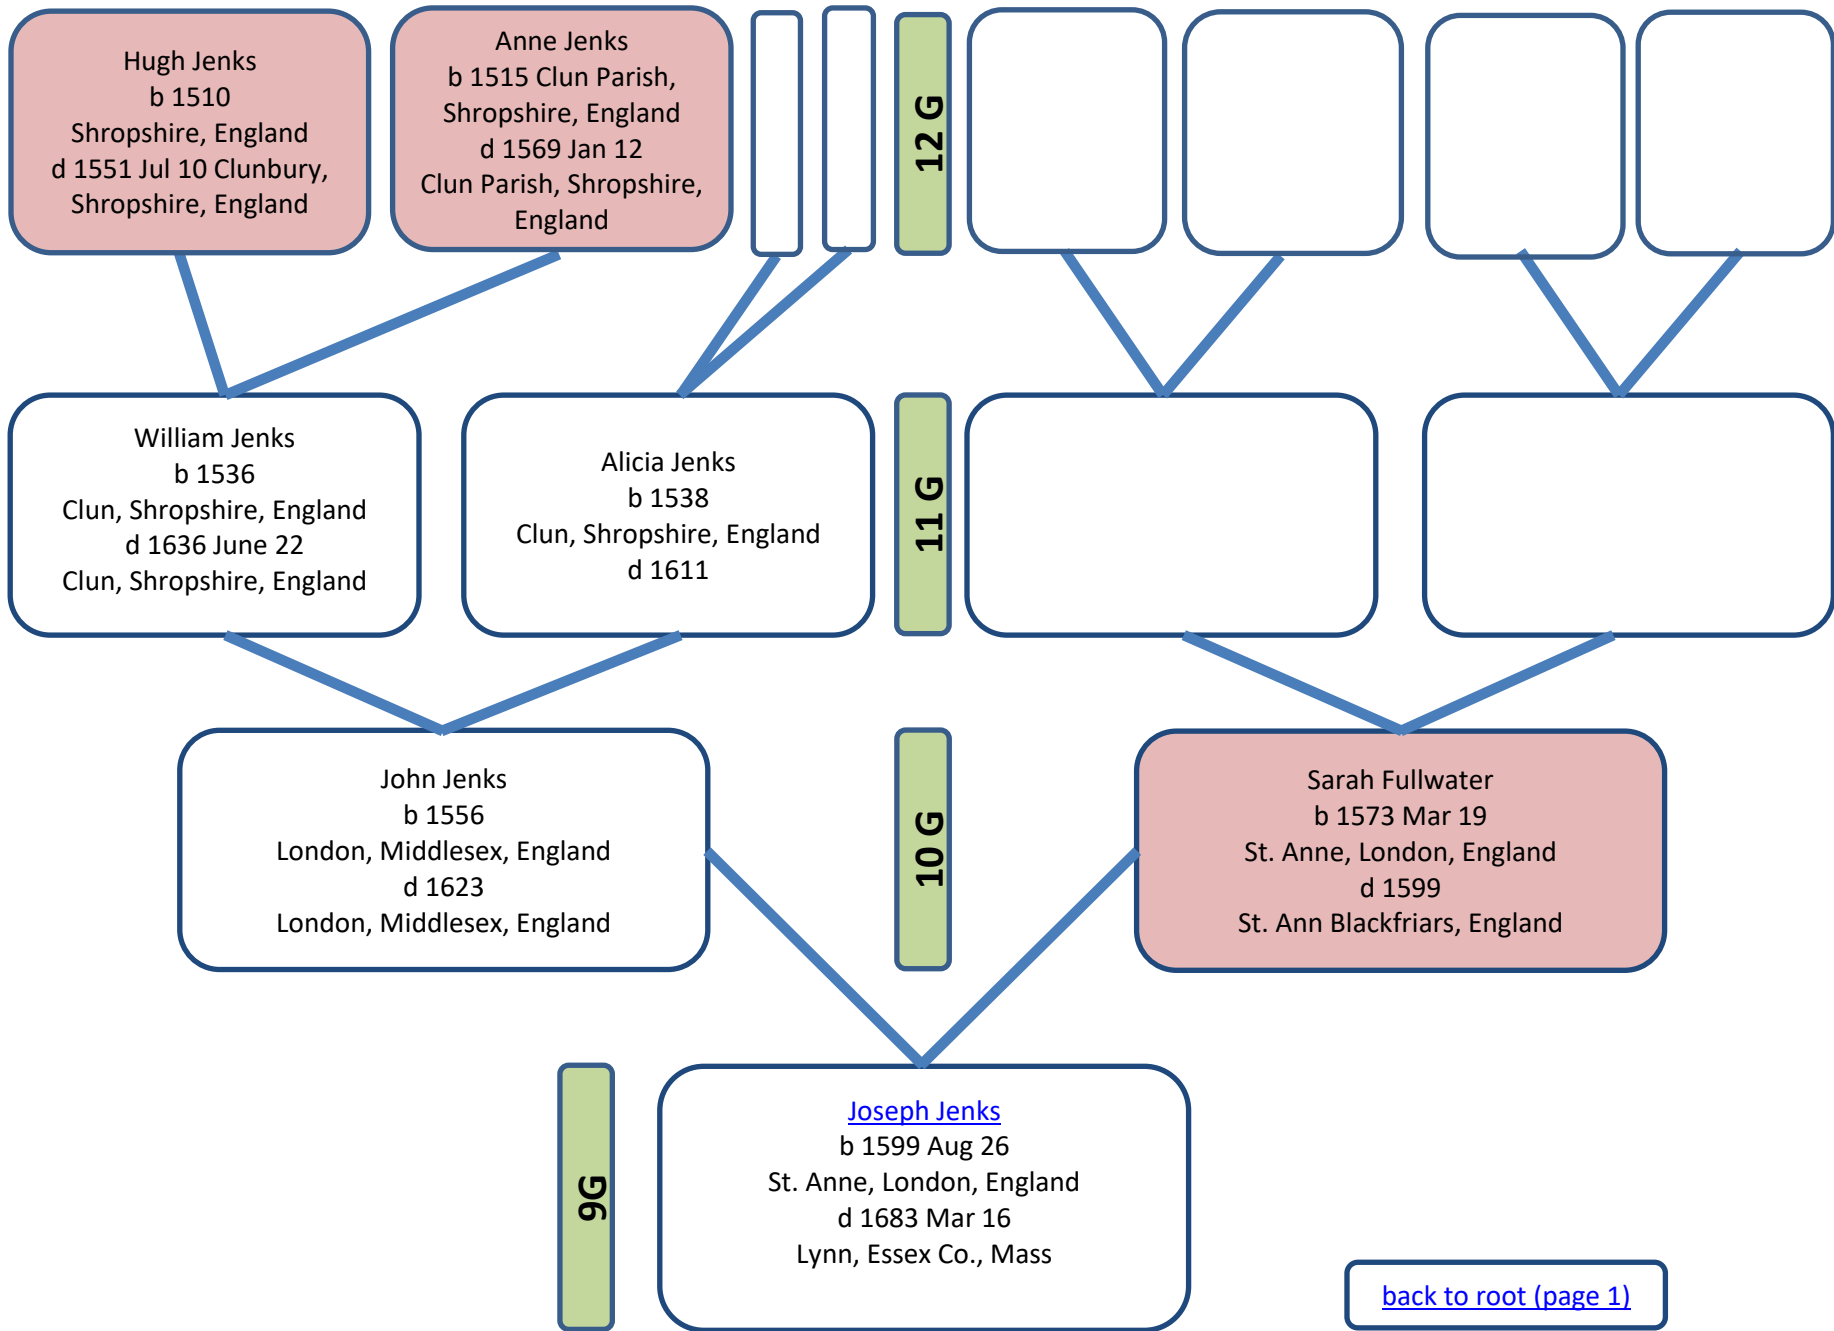 Hugh Jenks
b 1510
Shropshire, England
d 1551 Jul 10 Clunbury,
Shropshire, England
Anne Jenks
b 1515 Clun Parish,
Shropshire, England
d 1569 Jan 12
Clun Parish, Shropshire,
England
12 G
William Jenks
b 1536
Clun, Shropshire, England
d 1636 June 22
Clun, Shropshire, England
Alicia Jenks
b 1538
Clun, Shropshire, England
d 1611
11 G
John Jenks
b 1556
London, Middlesex, England
d 1623
London, Middlesex, England
10 G
Sarah Fullwater
b 1573 Mar 19
St. Anne, London, England
d 1599
St. Ann Blackfriars, England
9G
Joseph Jenks
b 1599 Aug 26
St. Anne, London, England
d 1683 Mar 16
Lynn, Essex Co., Mass
back to root (page 1)